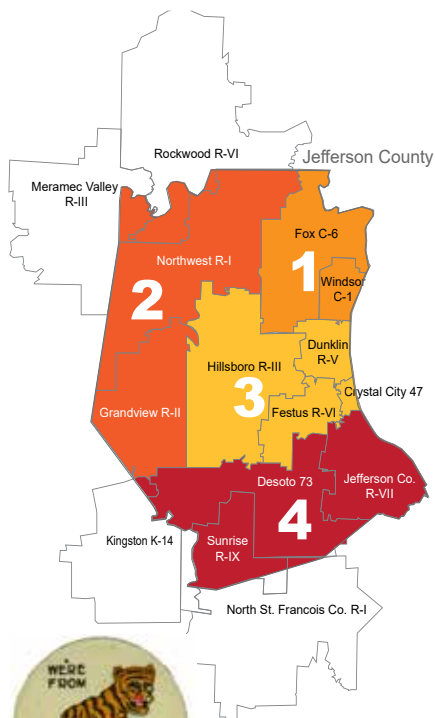 Rockwood R-VI
Jefferson County
Meramec Valley
R-III
Fox C-6
1
Northwest R-I
Windsor
C-1
2
Dunklin
R-V
Hillsboro R-III
Crystal City 47
3
Grandview R-II
Festus R-VI
Desoto 73
Jefferson Co.
R-VII
4
Kingston K-14
Sunrise
R-IX
North St. Francois Co. R-I
WE'RE
FROM